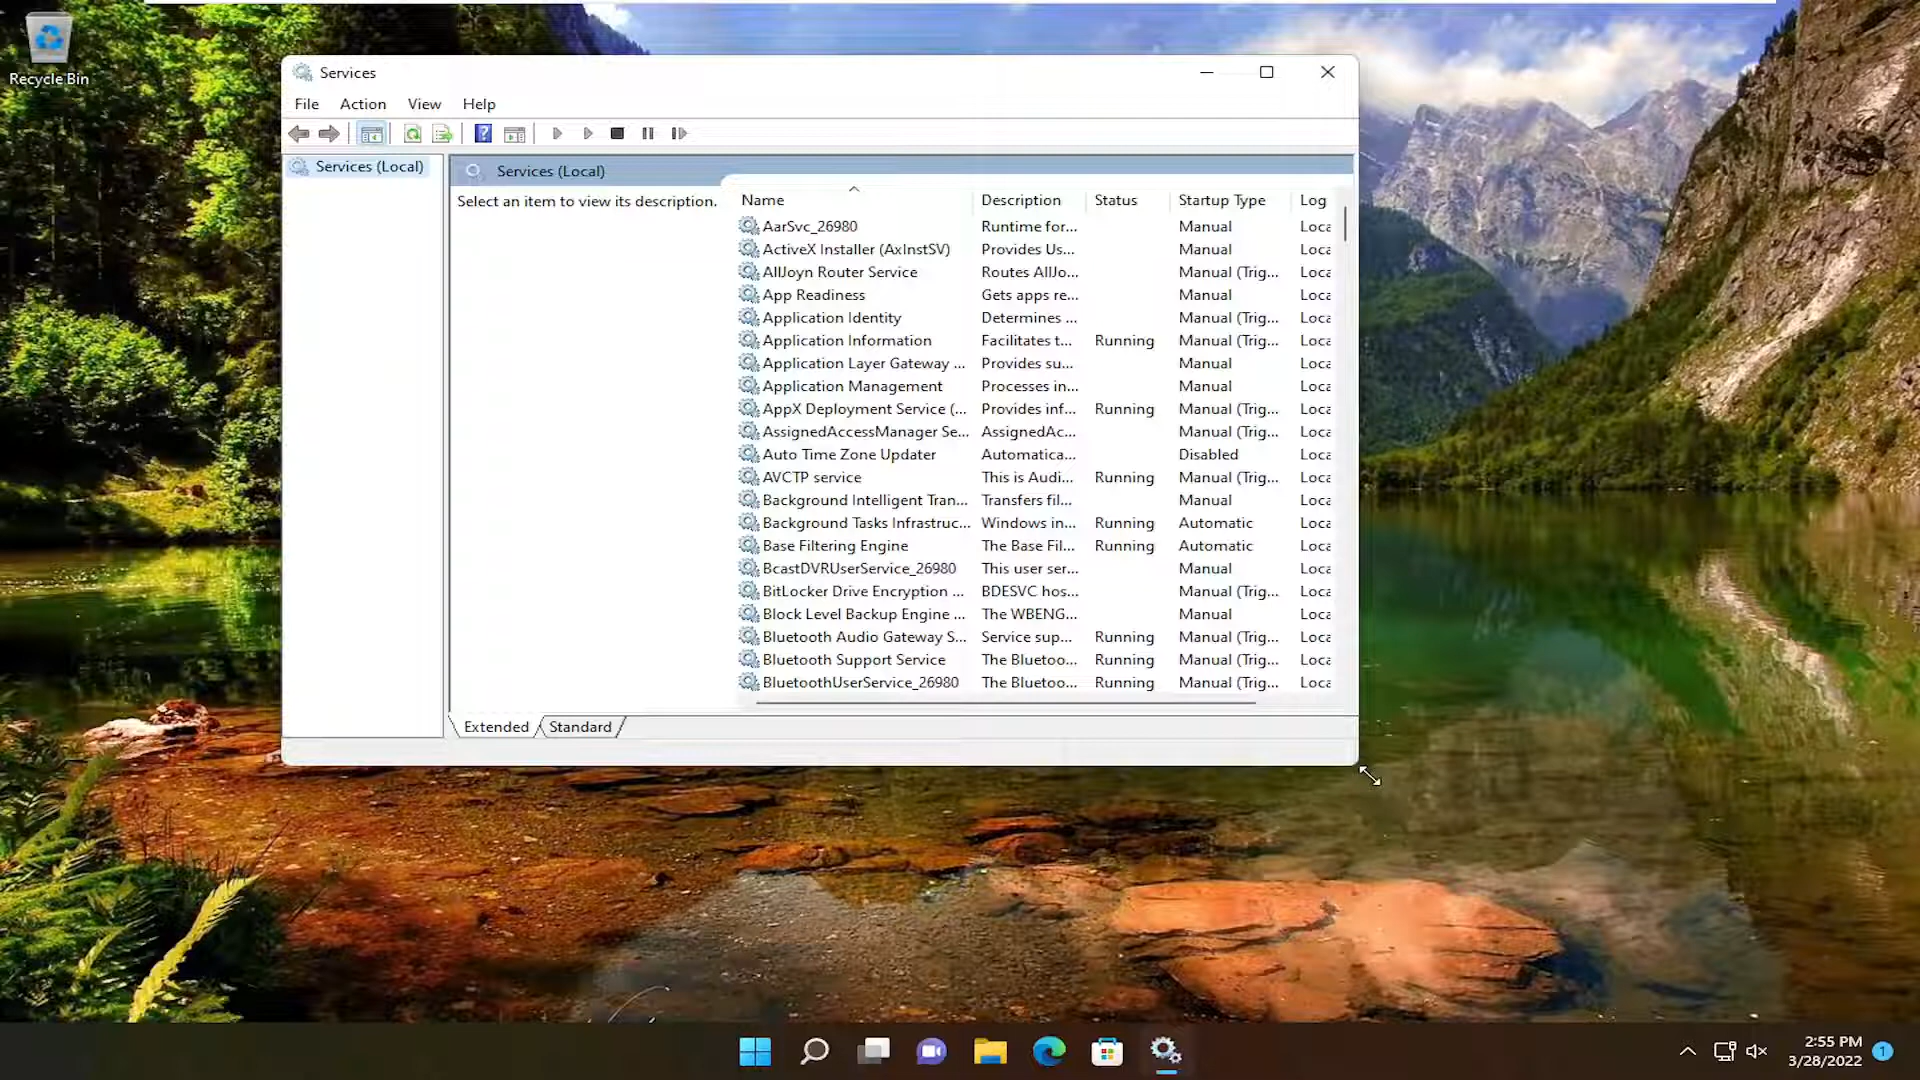 Recycle Bin
Services
File Action View Help
Services (Local)
Services (Local)
Select an item to view its description.
Name Description Status Startup Type Log
AarSvc_26980 Runtime for... Manual Loca
ActiveX Installer (AxInstSV) Provides Us... Manual Loca
AllJoyn Router Service Routes AllJo... Manual (Trig... Loca
App Readiness Gets apps re... Manual Loca
Application Identity Determines ... Manual (Trig... Loca
Application Information Facilitates t... Running Manual (Trig... Loca
Application Layer Gateway ... Provides su... Manual Loca
Application Management Processes in... Manual Loca
AppX Deployment Service (... Provides inf... Running Manual (Trig... Loca
AssignedAccessManager Se... AssignedAc... Manual (Trig... Loca
Auto Time Zone Updater Automatica... Disabled Loca
AVCTP service This is Audi... Running Manual (Trig... Loca
Background Intelligent Tran... Transfers fil... Manual Loca
Background Tasks Infrastruc... Windows in... Running Automatic Loca
Base Filtering Engine The Base Fil... Running Automatic Loca
BcastDVRUserService_26980 This user ser... Manual Loca
BitLocker Drive Encryption ... BDESVC hos... Manual (Trig... Loca
Block Level Backup Engine ... The WBENG... Manual Loca
Bluetooth Audio Gateway S... Service sup... Running Manual (Trig... Loca
Bluetooth Support Service The Bluetoo... Running Manual (Trig... Loca
BluetoothUserService_26980 The Bluetoo... Running Manual (Trig... Loca
Extended Standard
2:55 PM
3/28/2022
1